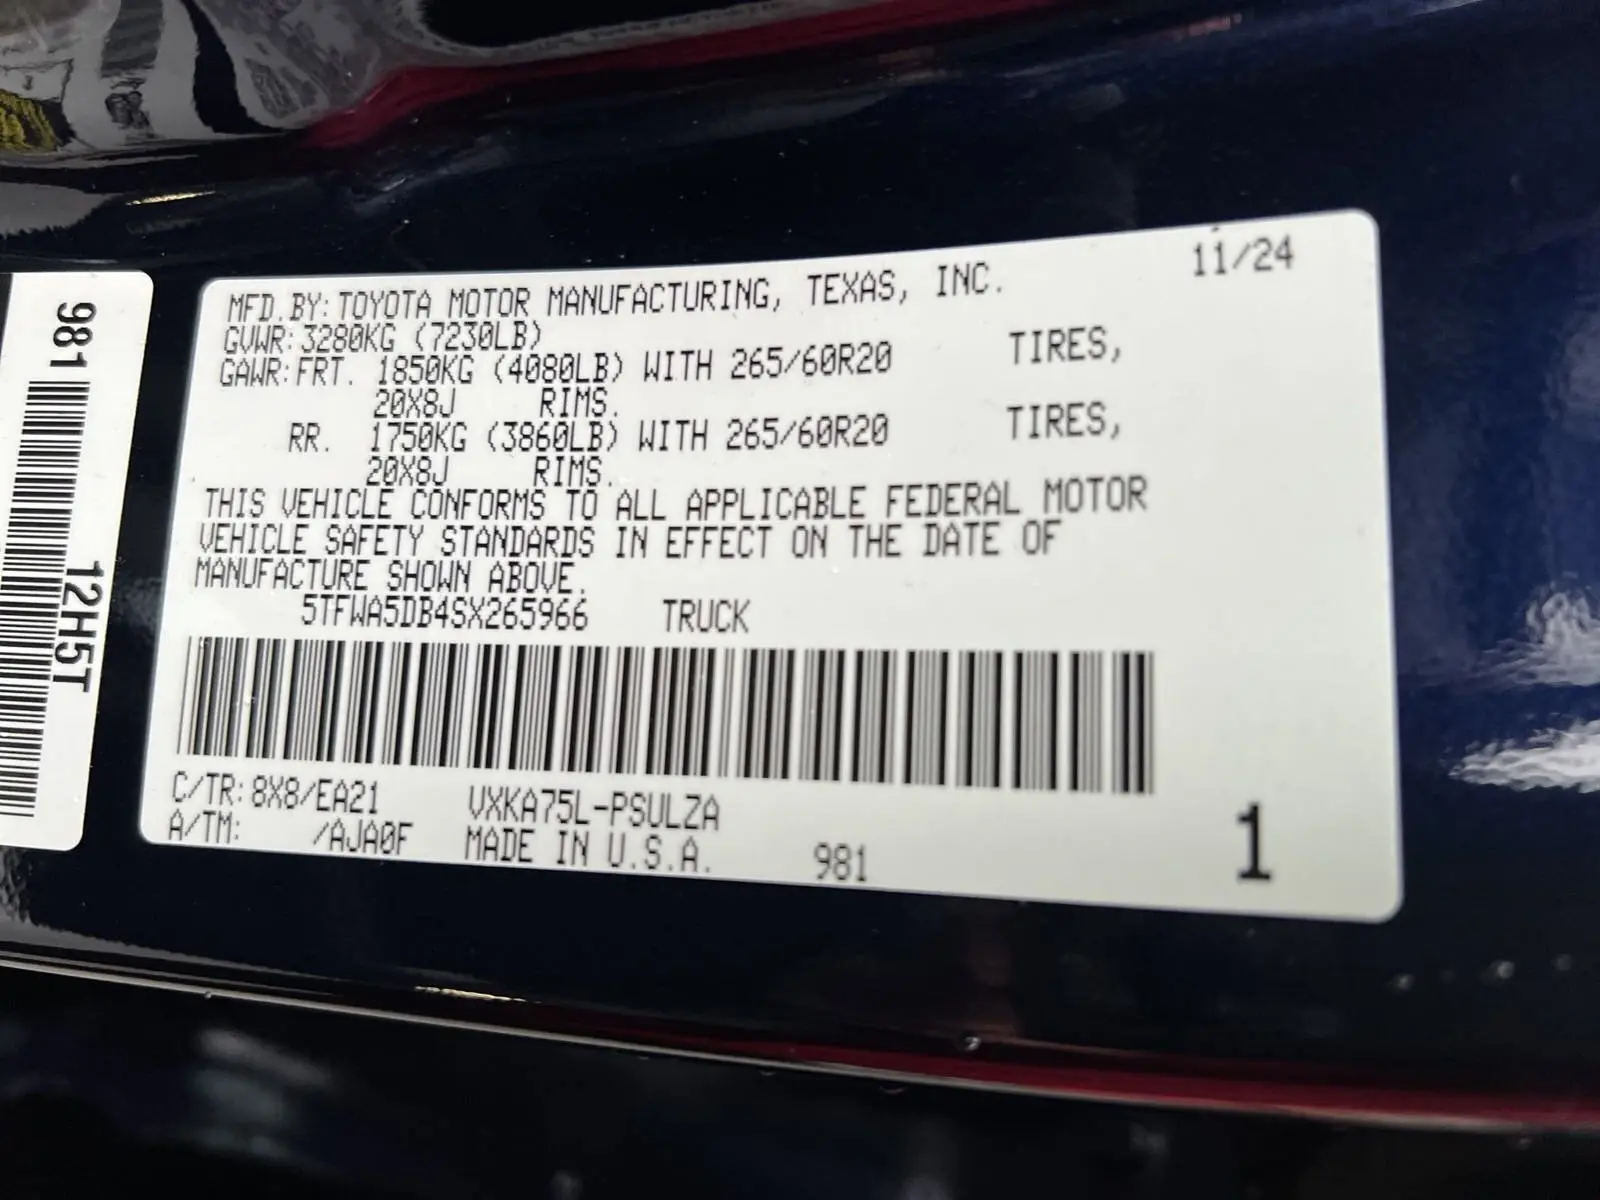 981
12H5T
11/24
MFD.BY:TOYOTA MOTOR MANUFACTURING, TEXAS, INC.
GVWR:3280KG (7230LB)
GAWR:FRT. 1850KG (4080LB) WITH 265/60R20 TIRES,
20X8J RIMS.
RR. 1750KG (3860LB) WITH 265/60R20 TIRES,
20X8J RIMS.
THIS VEHICLE CONFORMS TO ALL APPLICABLE FEDERAL MOTOR
VEHICLE SAFETY STANDARDS IN EFFECT ON THE DATE OF
MANUFACTURE SHOWN ABOVE.
5TFWA5DB4SX265966 TRUCK
C/TR:8X8/EA21 VXKA75L-PSULZA
A/TM: /AJA0F MADE IN U.S.A. 981
1